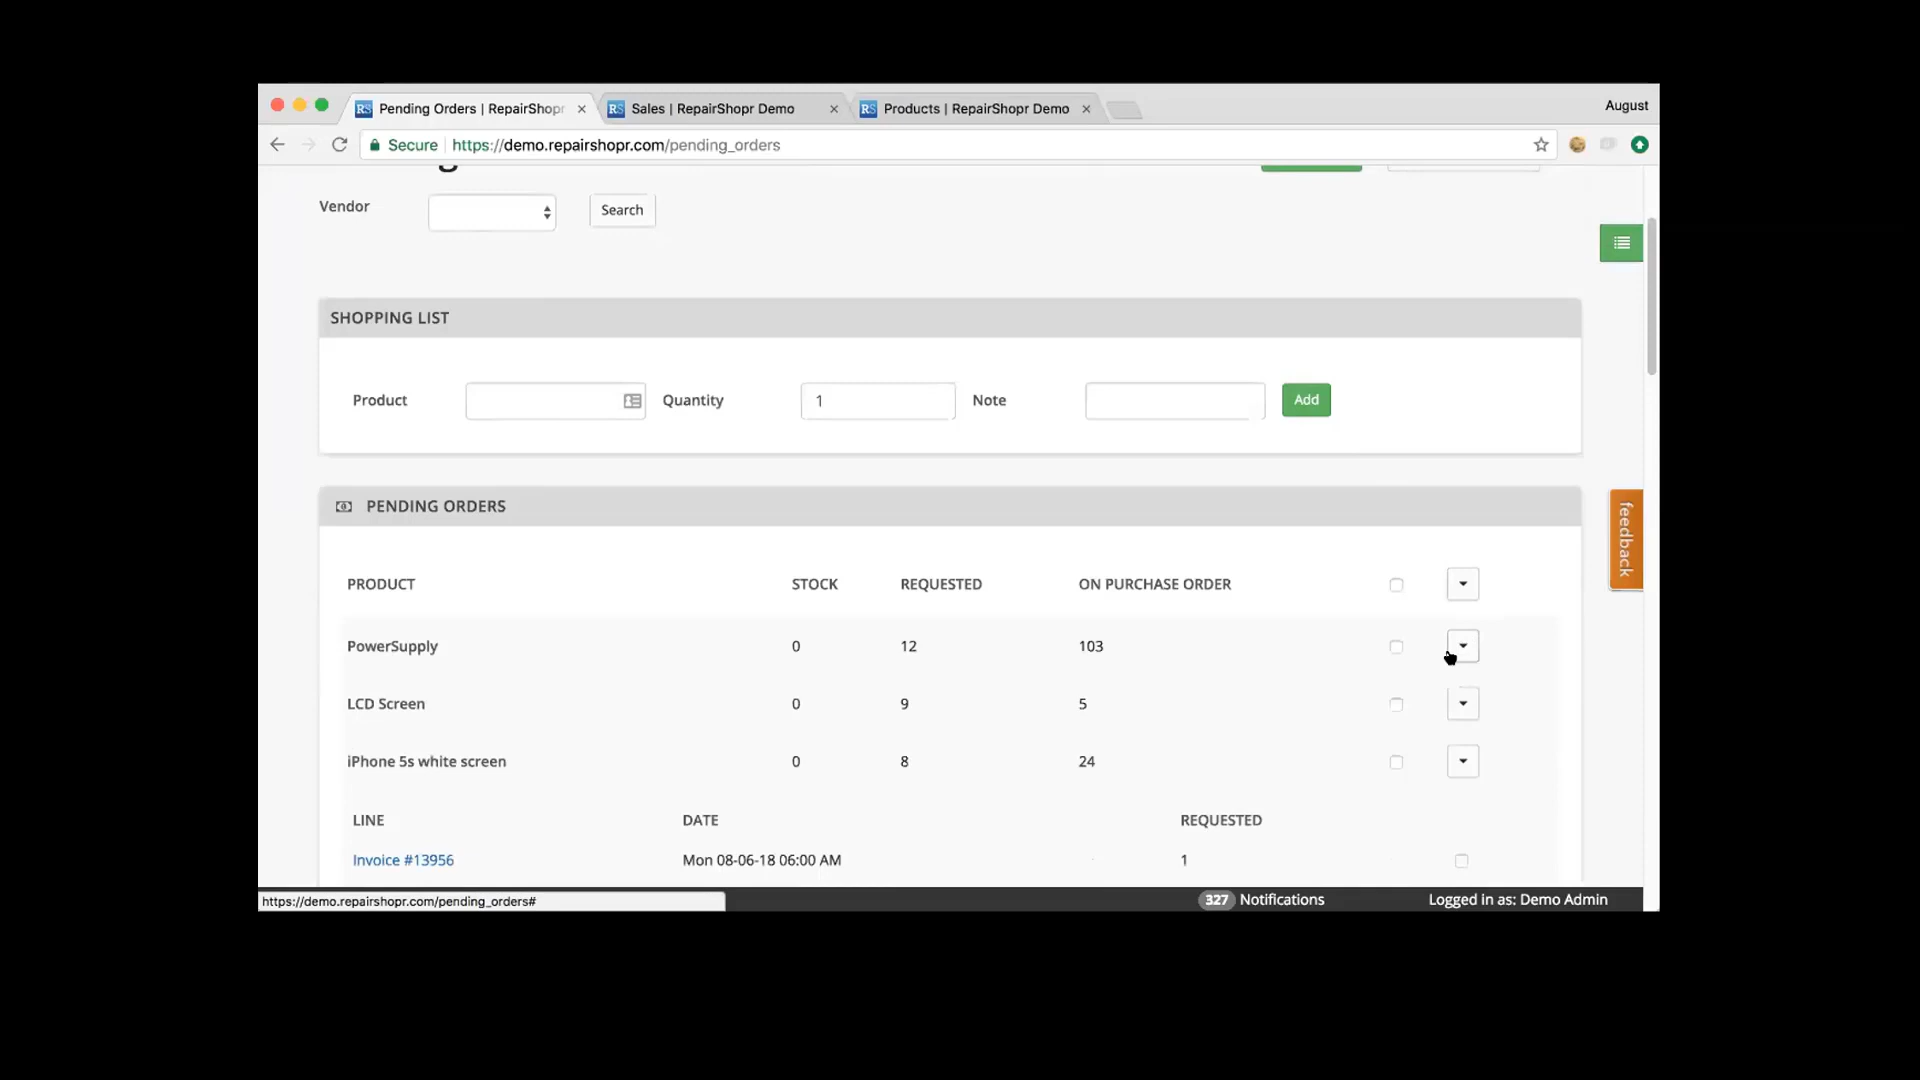 Pending Orders | RepairShopr
Sales | RepairShopr Demo
Products | RepairShopr Demo
August
Secure
https://demo.repairshopr.com/pending_orders
Vendor
Search
SHOPPING LIST
Product
Quantity
1
Note
Add
PENDING ORDERS
PRODUCT STOCK REQUESTED ON PURCHASE ORDER
PowerSupply 0 12 103
LCD Screen 0 9 5
iPhone 5s white screen 0 8 24
LINE DATE REQUESTED
Invoice #13956 Mon 08-06-18 06:00 AM 1
feedback
https://demo.repairshopr.com/pending_orders#
327 Notifications
Logged in as: Demo Admin